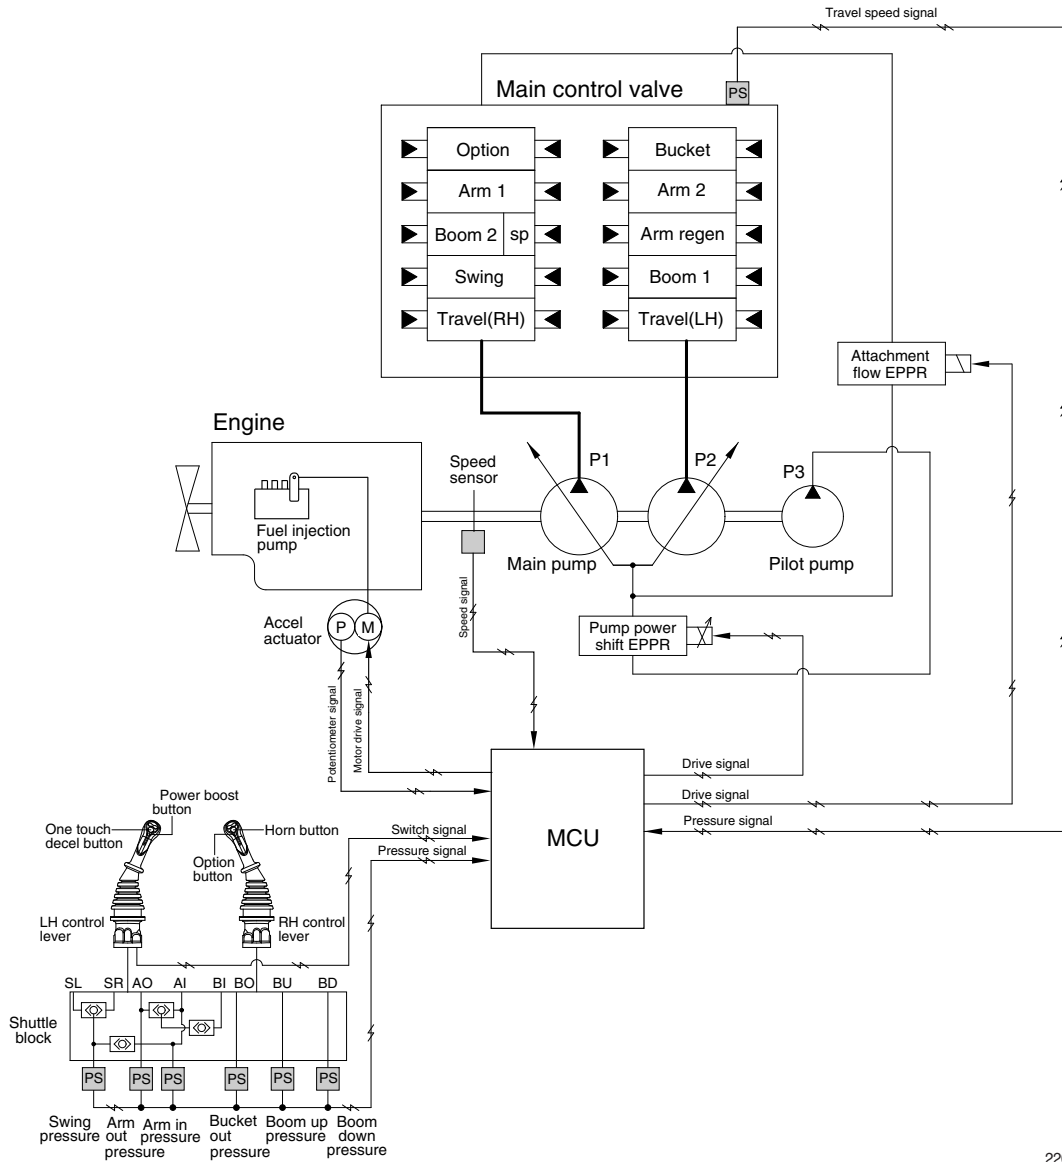 Travel speed signal
Main control valve
PS
Option
Bucket
Arm 1
Arm 2
Boom 2
sp
Arm regen
Swing
Boom 1
Travel(RH)
Travel(LH)
Attachment
flow EPPR
Engine
Speed
sensor
P1
P2
P3
Fuel injection
pump
Main pump
Pilot pump
Speed signal
Accel
actuator
P
M
Pump power
shift EPPR
Potentiometer signal
Motor drive signal
Drive signal
Drive signal
Pressure signal
MCU
Switch signal
Pressure signal
Power boost
button
One touch
decel button
Horn button
Option
button
LH control
lever
RH control
lever
SL
SR
AO
AI
BI
BO
BU
BD
Shuttle
block
PS
PS
PS
PS
PS
PS
Swing
pressure
Arm
out
pressure
Arm in
pressure
Bucket
out
pressure
Boom up
pressure
Boom
down
pressure
22